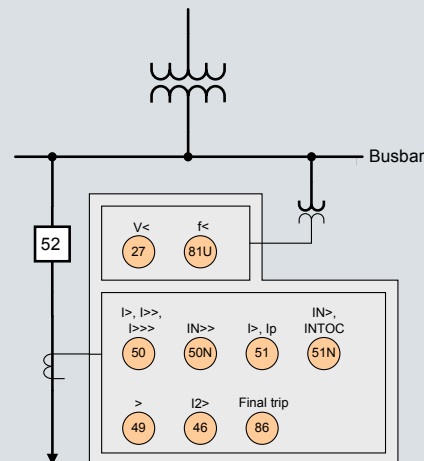 Busbar
52
V<
f<
27
81U
I>, I>>,
I>>>
IN>>
I>, Ip
IN>,
INTOC
50
50N
51
51N
>
I2>
Final trip
49
46
86